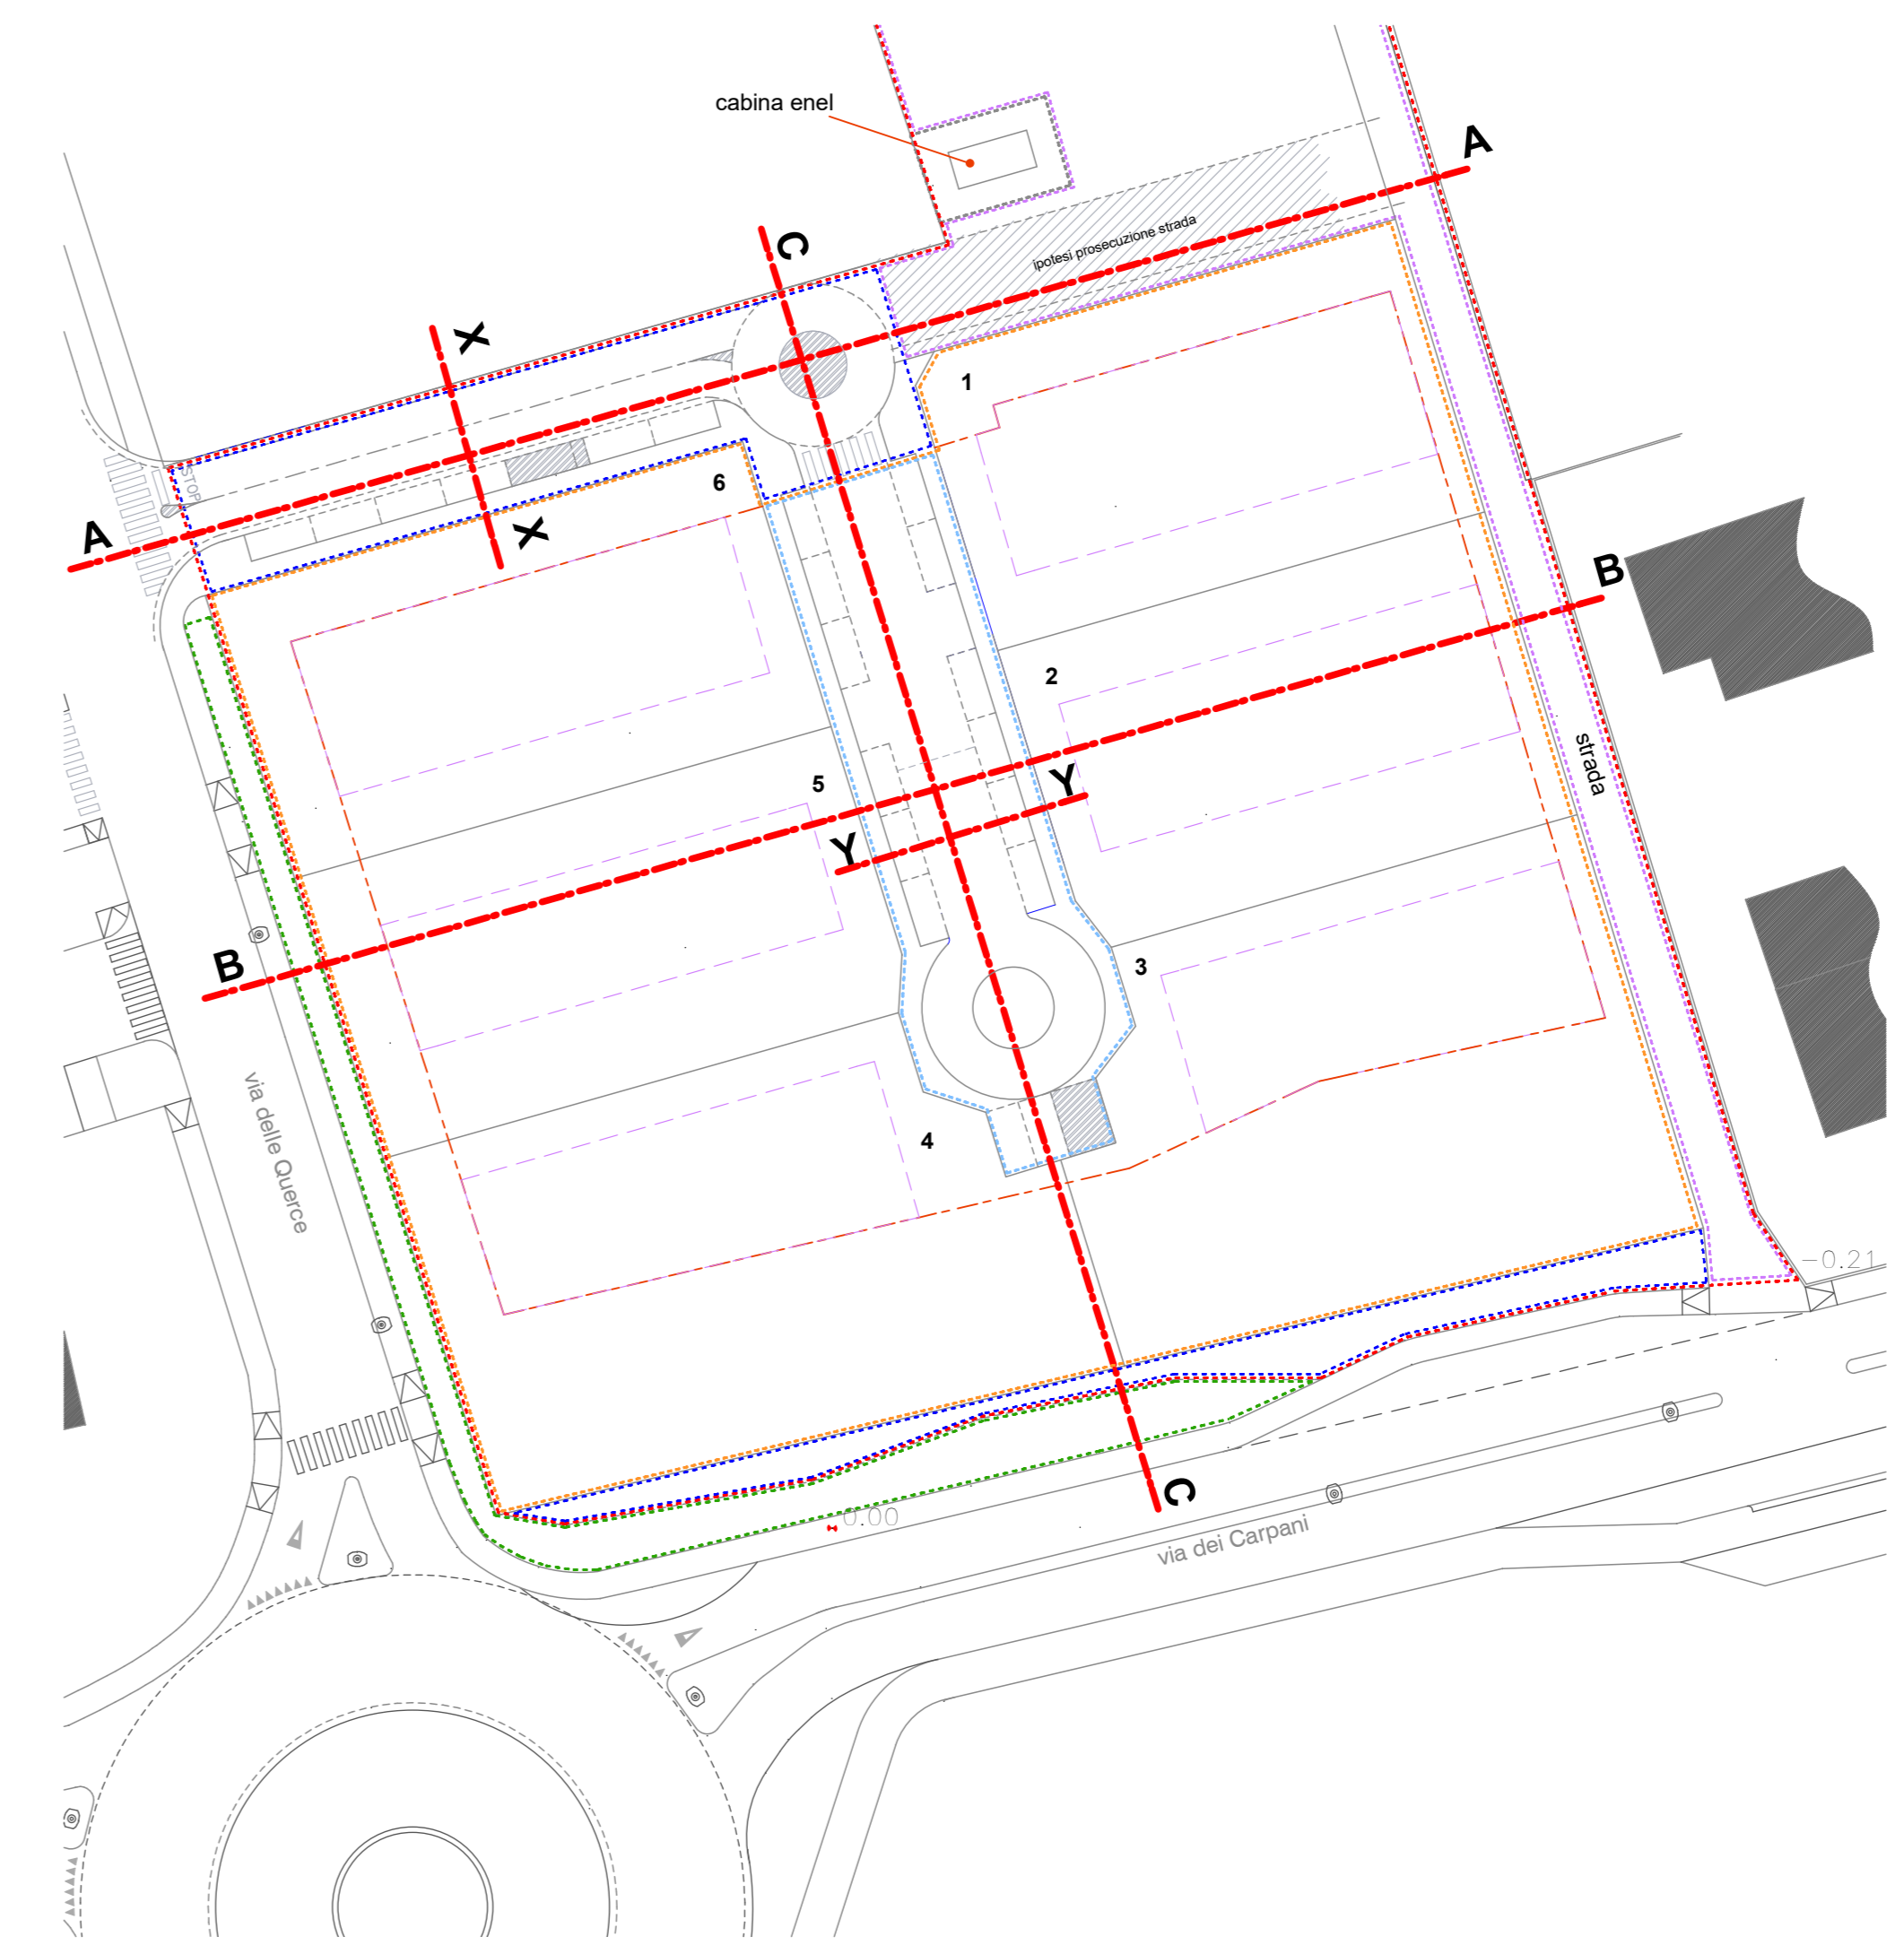 cabina enel
A
ipotesi prosecuzione strada
C
X
1
STOP
6
A
X
B
2
strada
5
Y
Y
B
3
4
via delle Querce
-0.21
C
0.00
via dei Carpani